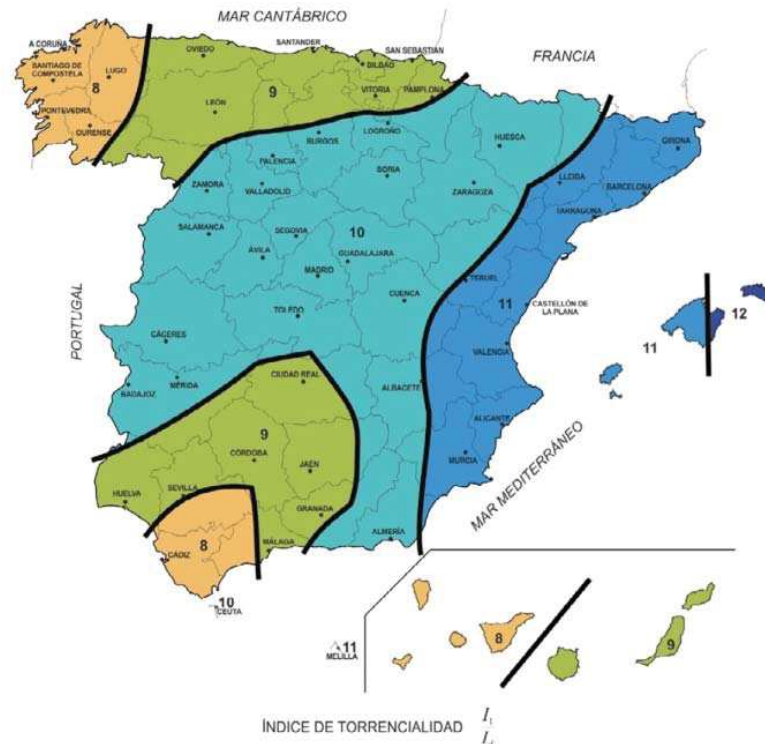 MAR CANTÁBRICO
FRANCIA
A CORUÑA
SANTIAGO DE
COMPOSTELA
LUGO
8
PONTEVEDRA
OURENSE
OVIEDO
SANTANDER
SAN SEBASTIÁN
BILBAO
9
VITORIA
PAMPLONA
LEÓN
LOGROÑO
BURGOS
HUESCA
GIRONA
PALENCIA
ZAMORA
VALLADOLID
SORIA
ZARAGOZA
LLEIDA
BARCELONA
TARRAGONA
SALAMANCA
SEGOVIA
10
ÁVILA
GUADALAJARA
MADRID
TERUEL
CUENCA
11
CASTELLÓN DE
LA PLANA
12
11
PORTUGAL
TOLEDO
CÁCERES
VALENCIA
BADAJOZ
MÉRIDA
CIUDAD REAL
ALBACETE
ALICANTE
MURCIA
MAR MEDITERRÁNEO
9
CÓRDOBA
JAÉN
HUELVA
SEVILLA
GRANADA
8
CÁDIZ
MÁLAGA
ALMERÍA
10
CEUTA
11
MELILLA
8
9
ÍNDICE DE TORRENCIALIDAD I₁
I